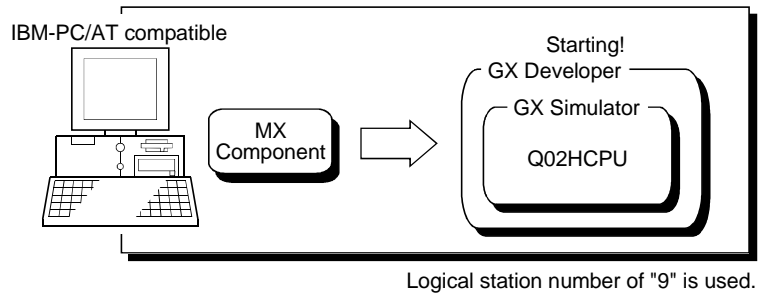 IBM-PC/AT compatible
MX
Component
Starting!
GX Developer
GX Simulator
Q02HCPU
Logical station number of "9" is used.